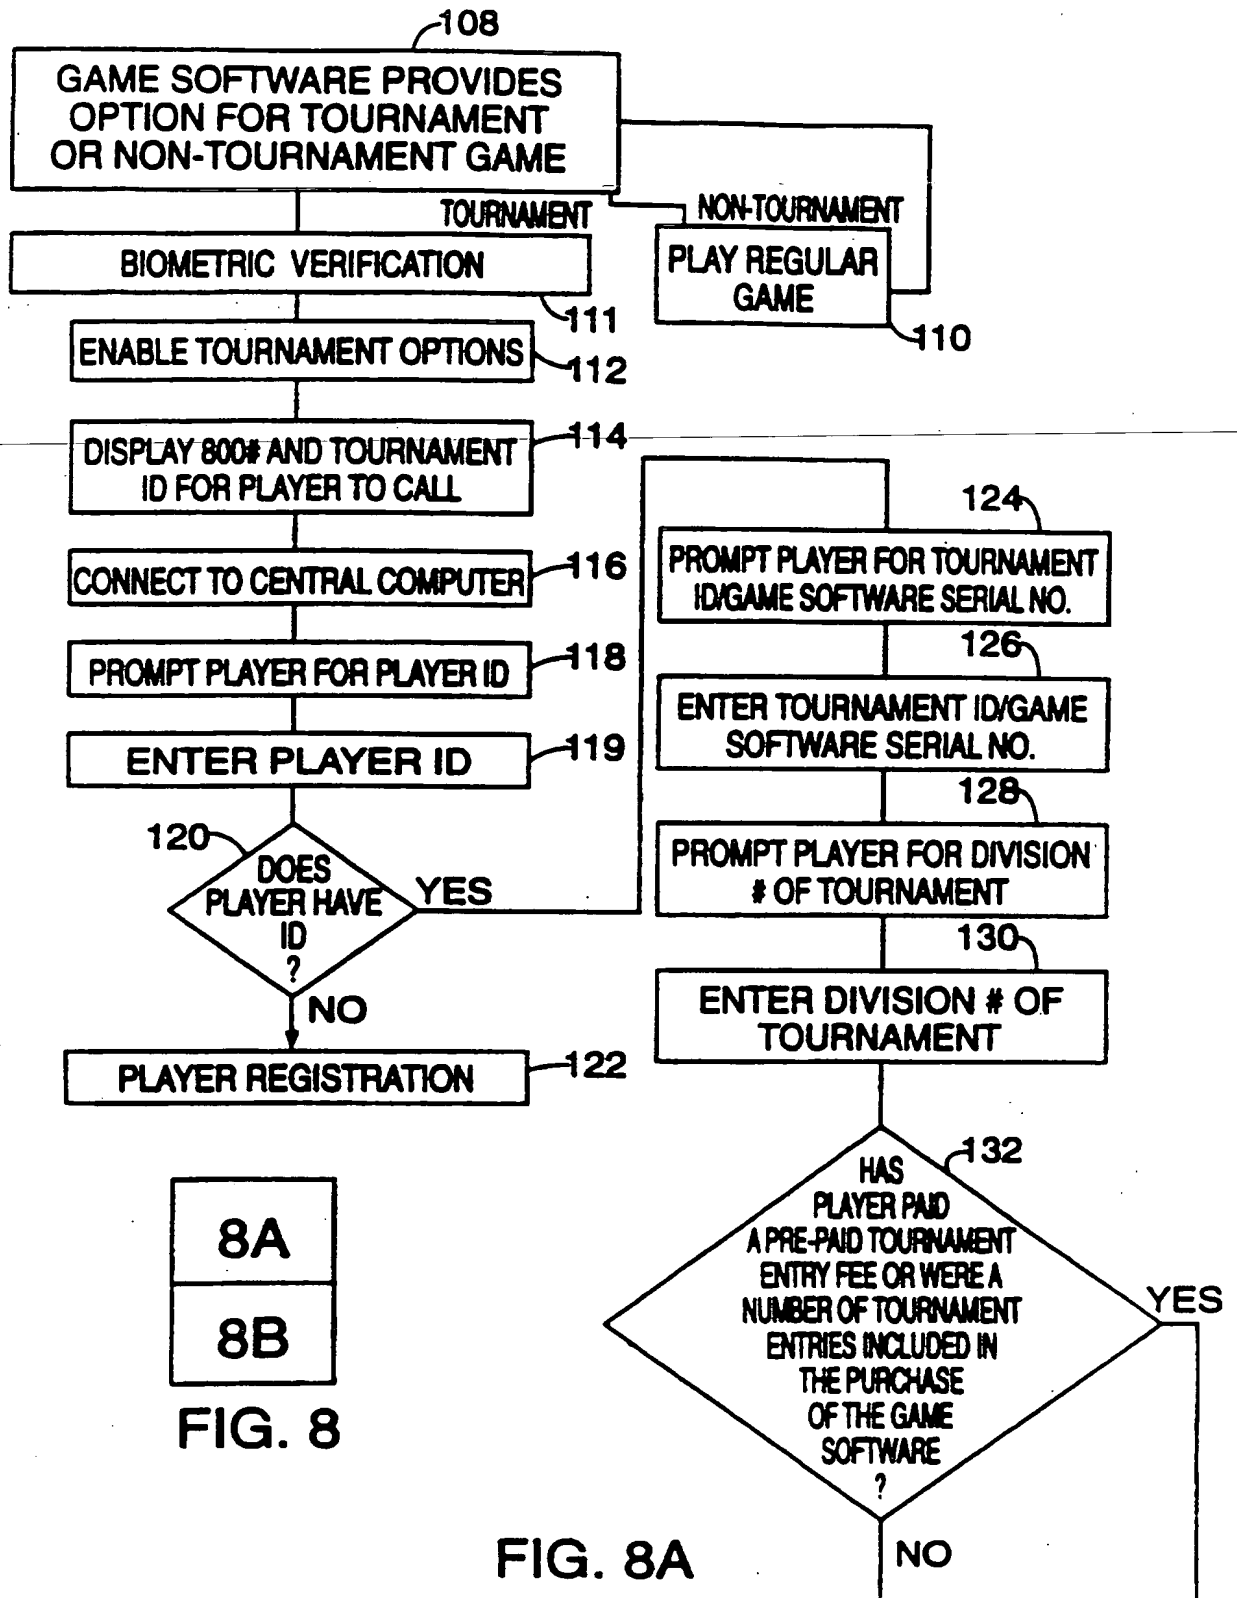 108
GAME SOFTWARE PROVIDES
OPTION FOR TOURNAMENT
OR NON-TOURNAMENT GAME
TOURNAMENT
NON-TOURNAMENT
BIOMETRIC VERIFICATION
111
PLAY REGULAR
GAME
110
ENABLE TOURNAMENT OPTIONS
112
DISPLAY 800# AND TOURNAMENT
ID FOR PLAYER TO CALL
114
CONNECT TO CENTRAL COMPUTER
116
PROMPT PLAYER FOR PLAYER ID
118
ENTER PLAYER ID
119
120
DOES
PLAYER HAVE
ID
?
YES
NO
PLAYER REGISTRATION
122
124
PROMPT PLAYER FOR TOURNAMENT
ID/GAME SOFTWARE SERIAL NO.
126
ENTER TOURNAMENT ID/GAME
SOFTWARE SERIAL NO.
128
PROMPT PLAYER FOR DIVISION
# OF TOURNAMENT
130
ENTER DIVISION # OF
TOURNAMENT
132
HAS
PLAYER PAID
A PRE-PAID TOURNAMENT
ENTRY FEE OR WERE A
NUMBER OF TOURNAMENT
ENTRIES INCLUDED IN
THE PURCHASE
OF THE GAME
SOFTWARE
?
YES
NO
8A
8B
FIG. 8
FIG. 8A